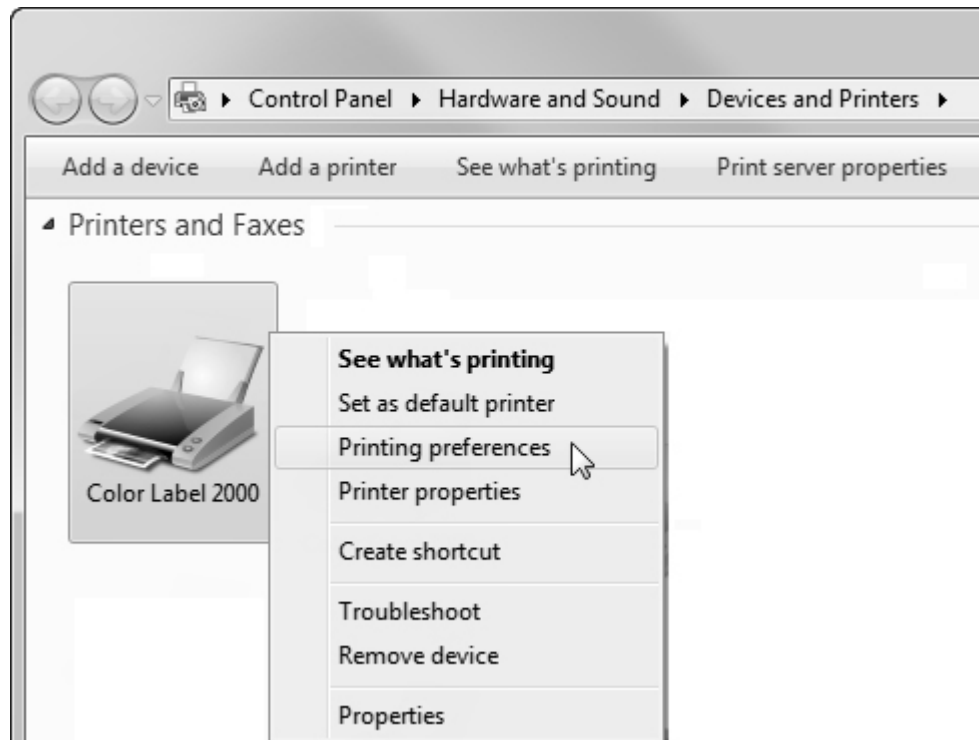 Control Panel Hardware and Sound Devices and Printers
Add a device Add a printer See what's printing Print server properties
Printers and Faxes
Color Label 2000
See what's printing
Set as default printer
Printing preferences
Printer properties
Create shortcut
Troubleshoot
Remove device
Properties